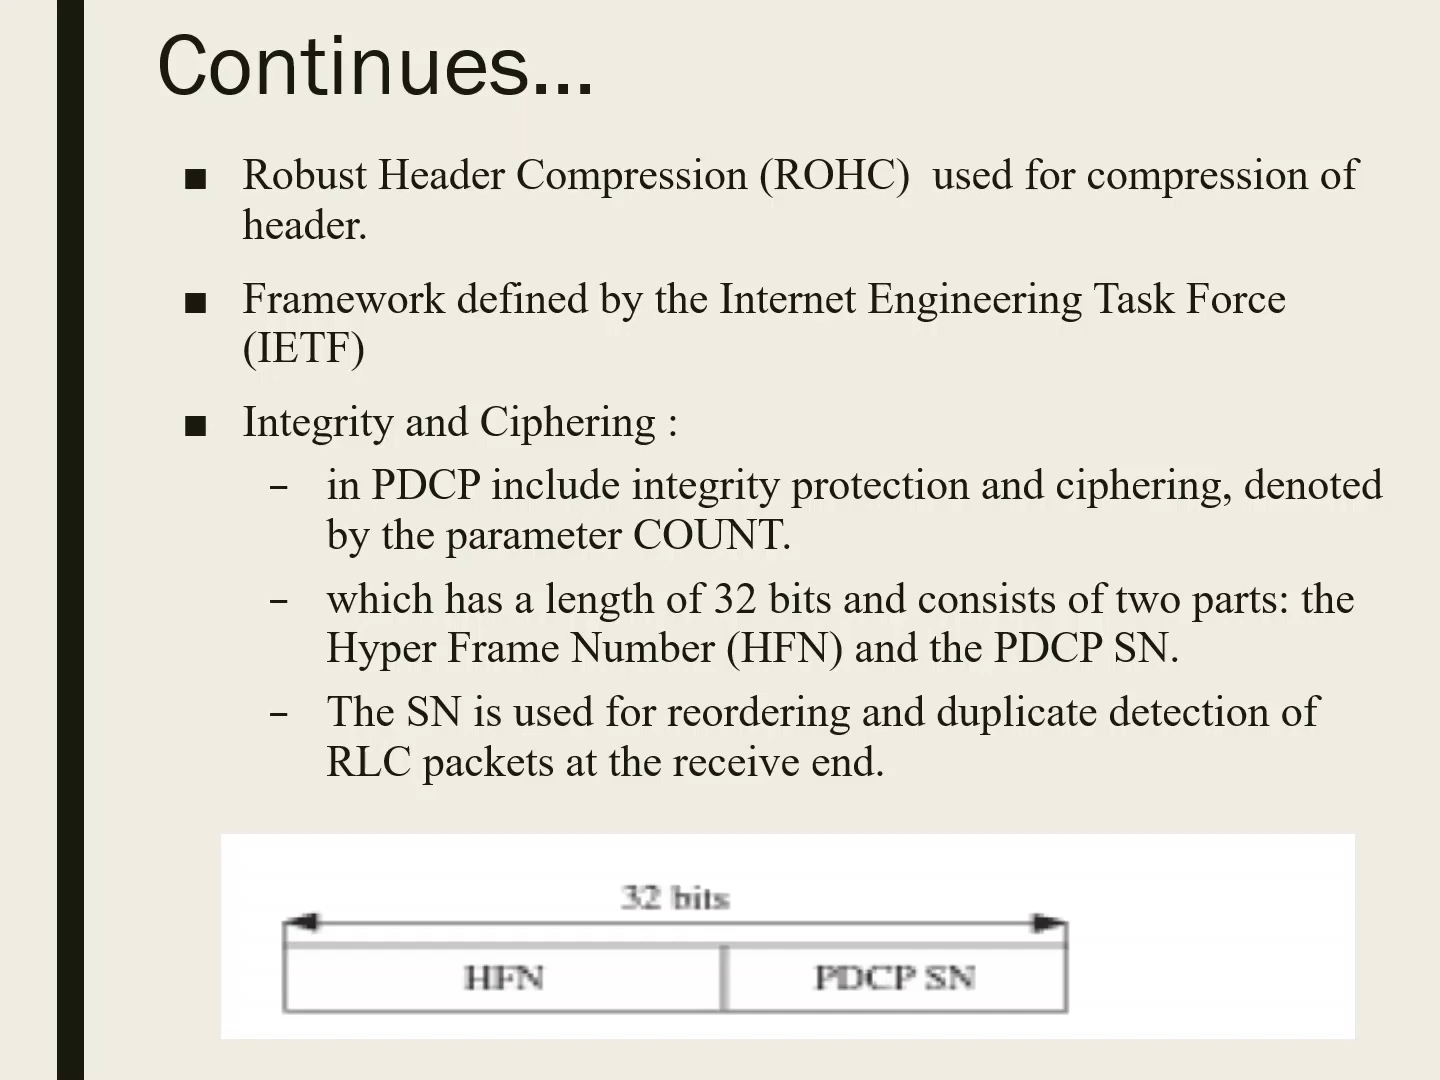 Continues...
■ Robust Header Compression (ROHC)  used for compression of
header.
■ Framework defined by the Internet Engineering Task Force
(IETF)
■ Integrity and Ciphering :
– in PDCP include integrity protection and ciphering, denoted
by the parameter COUNT.
– which has a length of 32 bits and consists of two parts: the
Hyper Frame Number (HFN) and the PDCP SN.
– The SN is used for reordering and duplicate detection of
RLC packets at the receive end.
32 bits
HFN PDCP SN